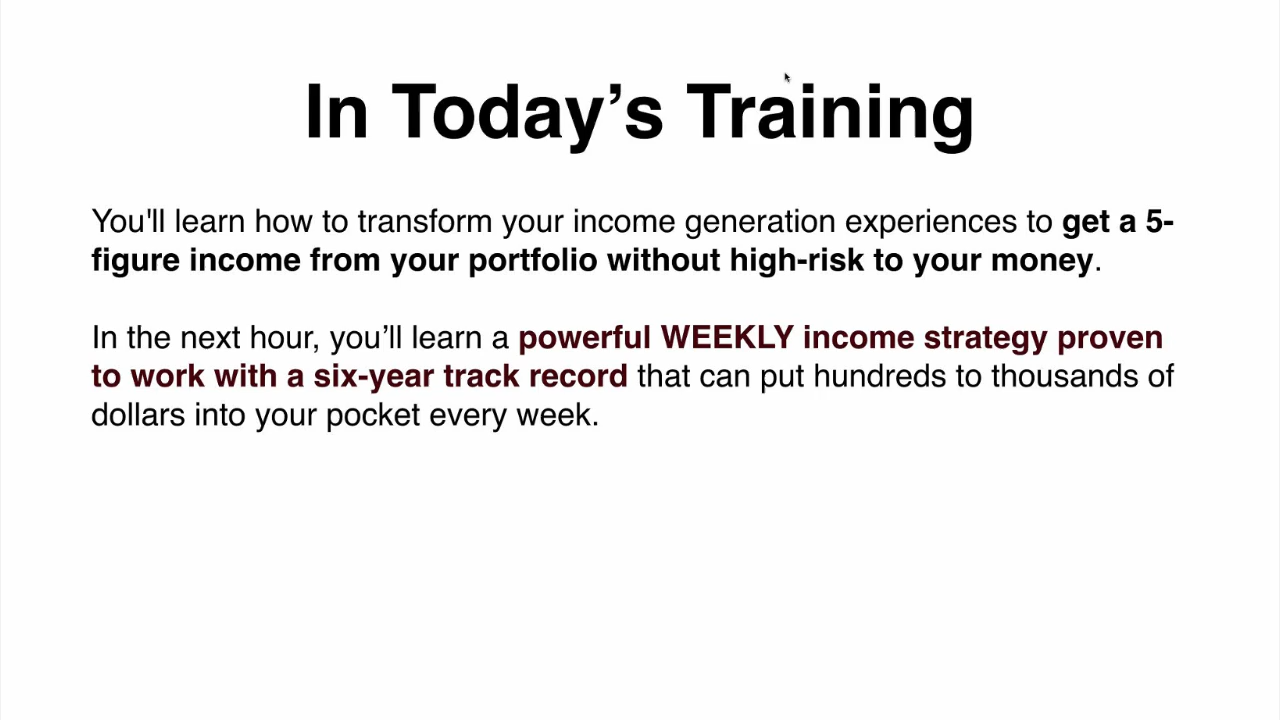 In Today’s Training
You'll learn how to transform your income generation experiences to get a 5-
figure income from your portfolio without high-risk to your money.
In the next hour, you’ll learn a powerful WEEKLY income strategy proven
to work with a six-year track record that can put hundreds to thousands of
dollars into your pocket every week.